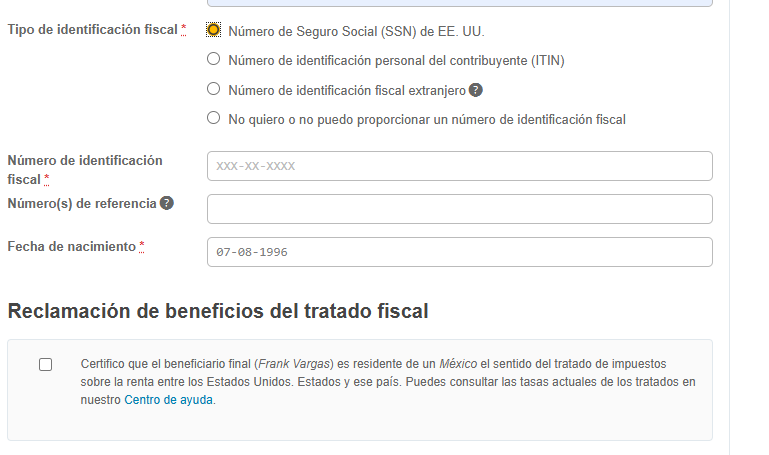 Tipo de identificación fiscal *
Número de Seguro Social (SSN) de EE. UU.
Número de identificación personal del contribuyente (ITIN)
Número de identificación fiscal extranjero ?
No quiero o no puedo proporcionar un número de identificación fiscal
Número de identificación
fiscal *
XXX-XX-XXXX
Número(s) de referencia ?
Fecha de nacimiento *
07-08-1996
Reclamación de beneficios del tratado fiscal
Certifico que el beneficiario final (Frank Vargas) es residente de un México el sentido del tratado de impuestos
sobre la renta entre los Estados Unidos. Estados y ese país. Puedes consultar las tasas actuales de los tratados en
nuestro Centro de ayuda.